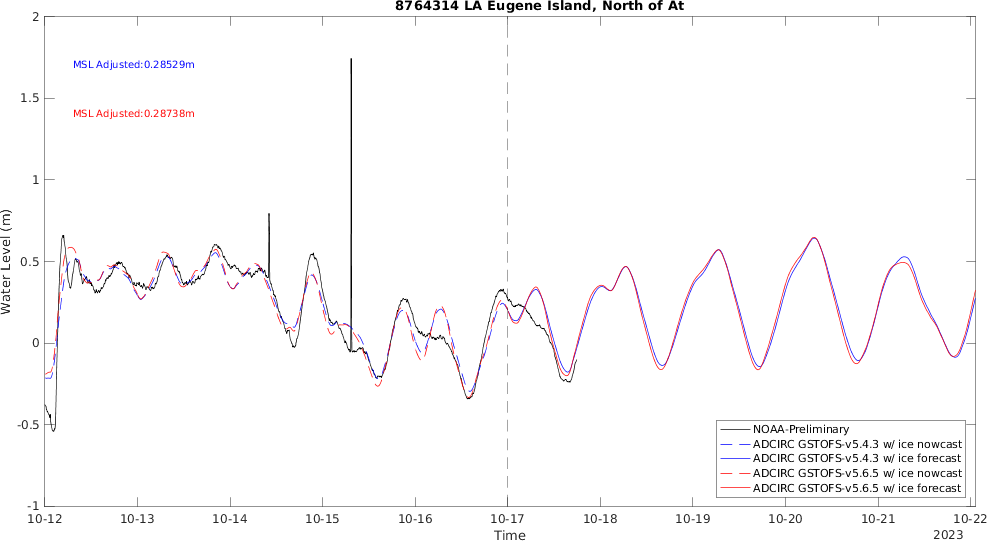 8764314 LA Eugene Island, North of At
2
1.5
1
0.5
0
-0.5
-1
Water Level (m)
MSL Adjusted:0.28529m
MSL Adjusted:0.28738m
NOAA-Preliminary
ADCIRC GSTOFS-v5.4.3 w/ ice nowcast
ADCIRC GSTOFS-v5.4.3 w/ ice forecast
ADCIRC GSTOFS-v5.6.5 w/ ice nowcast
ADCIRC GSTOFS-v5.6.5 w/ ice forecast
10-12 10-13 10-14 10-15 10-16 10-17 10-18 10-19 10-20 10-21 10-22
Time
2023